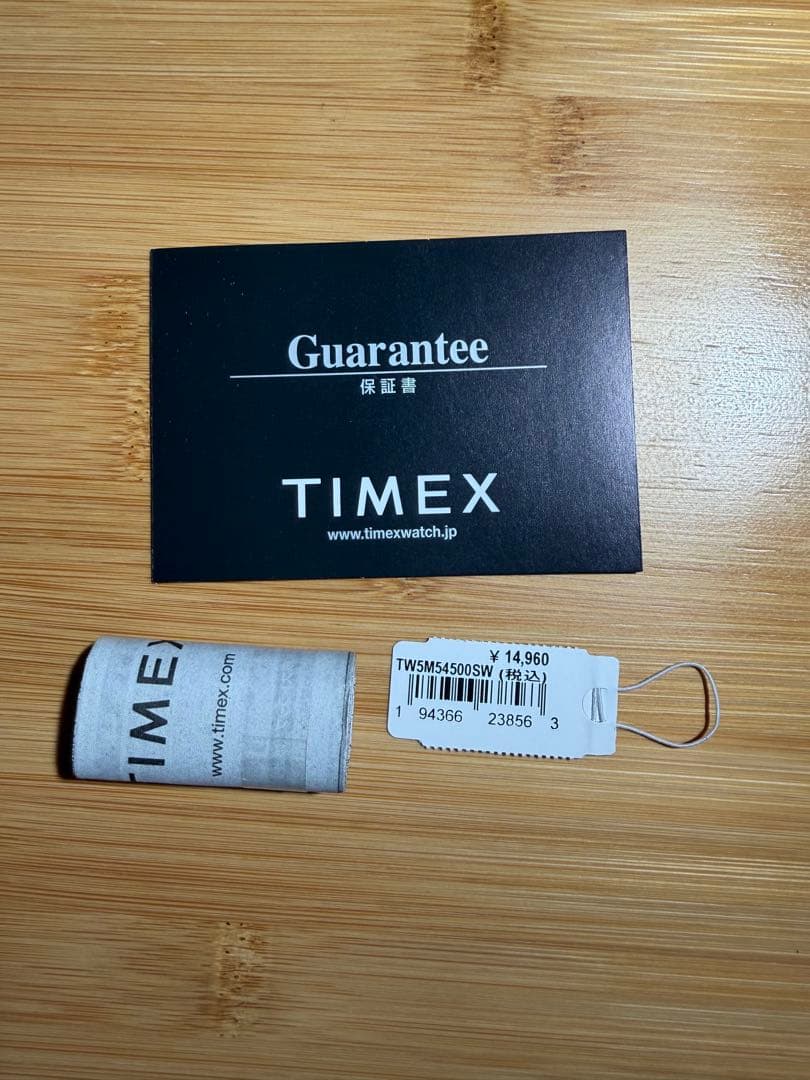 Guarantee
保証書
TIMEX
www.timexwatch.jp
TIMEX
www.timex.com
¥ 14,960
TW5M54500SW (税込)
1 94366 23856 3